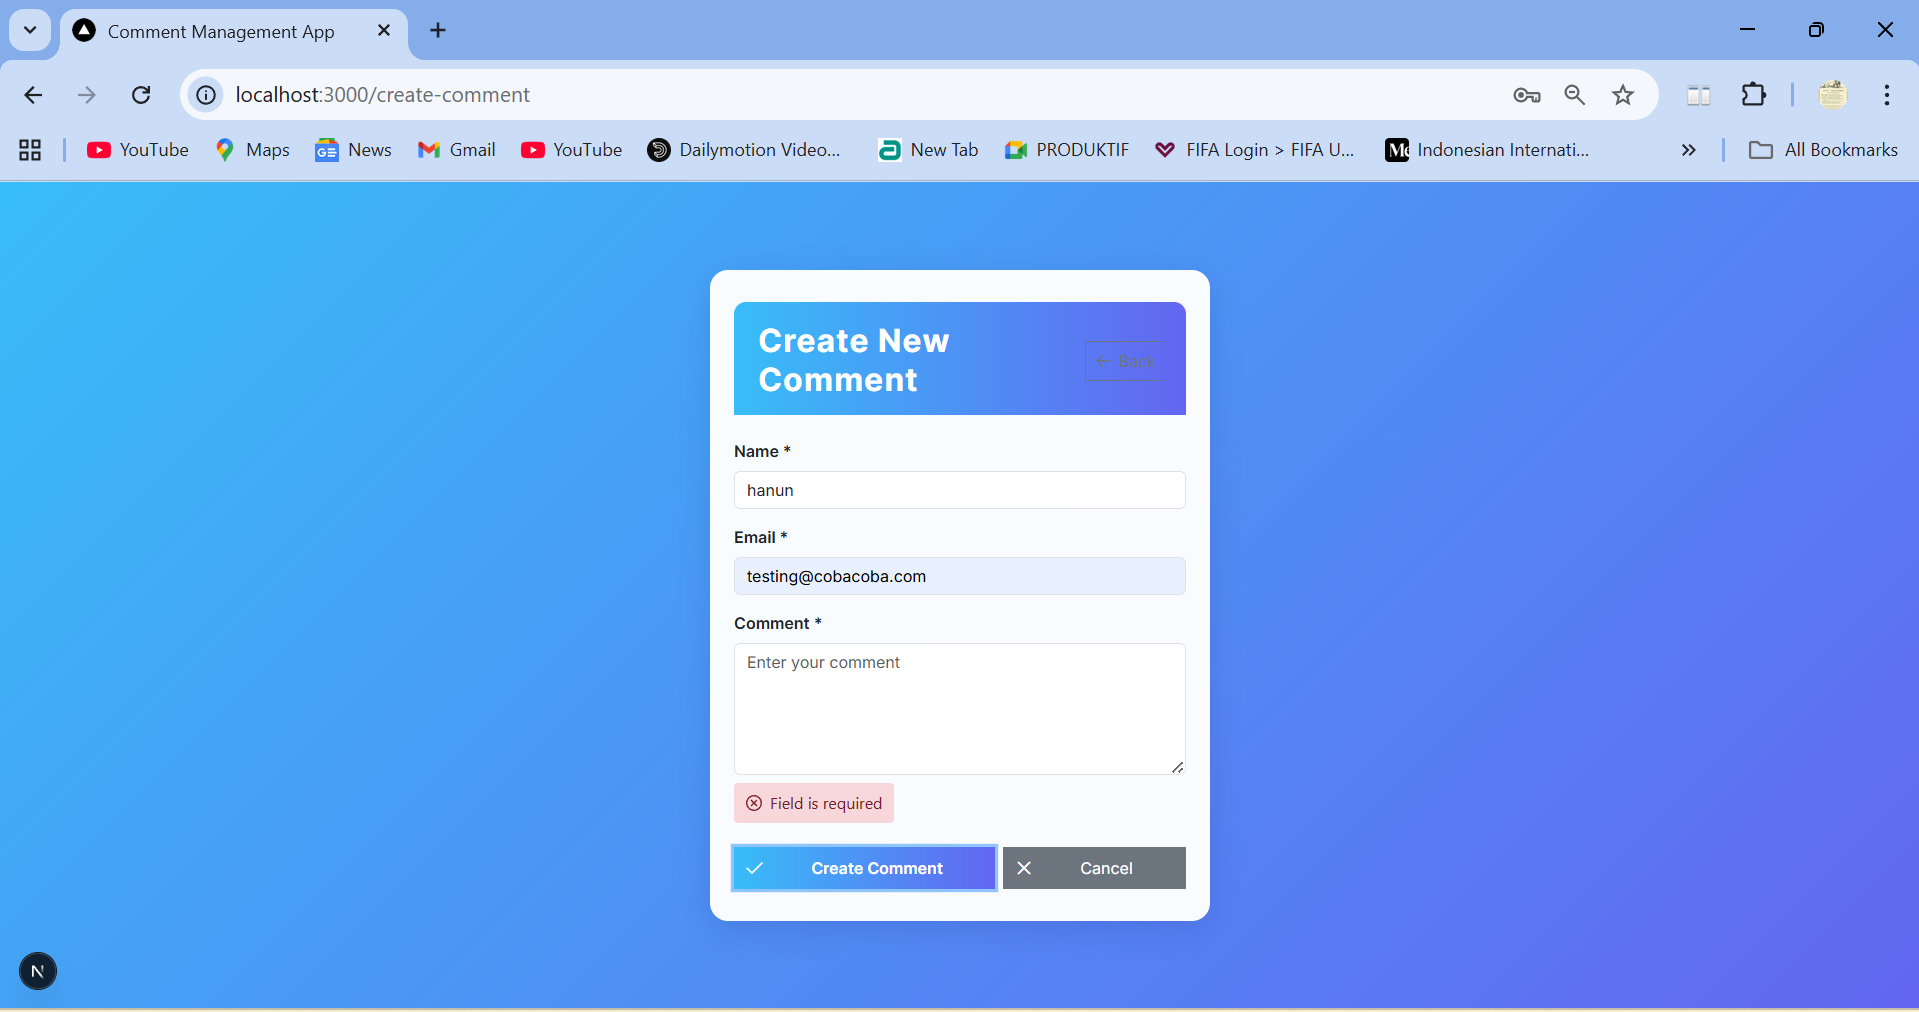 Comment Management App
localhost:3000/create-comment
YouTube Maps News Gmail YouTube Dailymotion Video... New Tab PRODUKTIF FIFA Login > FIFA U... Indonesian Internati... » All Bookmarks
Create New
Comment
Back
Name *
hanun
Email *
testing@cobacoba.com
Comment *
Enter your comment
Field is required
Create Comment Cancel
N